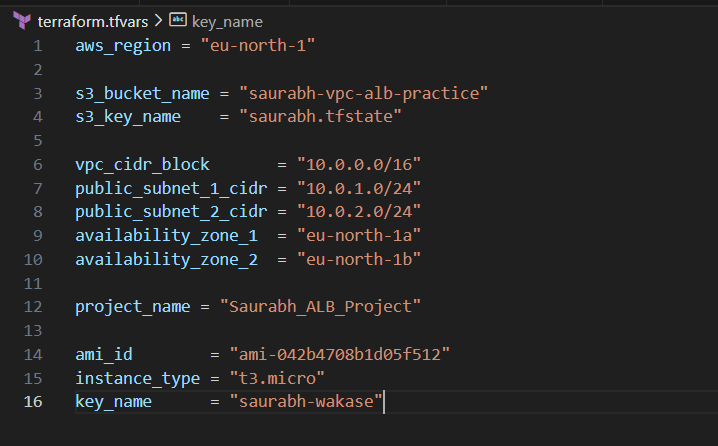 terraform.tfvars > abc key_name
1 aws_region = "eu-north-1"
2
3 s3_bucket_name = "saurabh-vpc-alb-practice"
4 s3_key_name    = "saurabh.tfstate"
5
6 vpc_cidr_block       = "10.0.0.0/16"
7 public_subnet_1_cidr = "10.0.1.0/24"
8 public_subnet_2_cidr = "10.0.2.0/24"
9 availability_zone_1  = "eu-north-1a"
10 availability_zone_2  = "eu-north-1b"
11
12 project_name = "Saurabh_ALB_Project"
13
14 ami_id        = "ami-042b4708b1d05f512"
15 instance_type = "t3.micro"
16 key_name      = "saurabh-wakase"